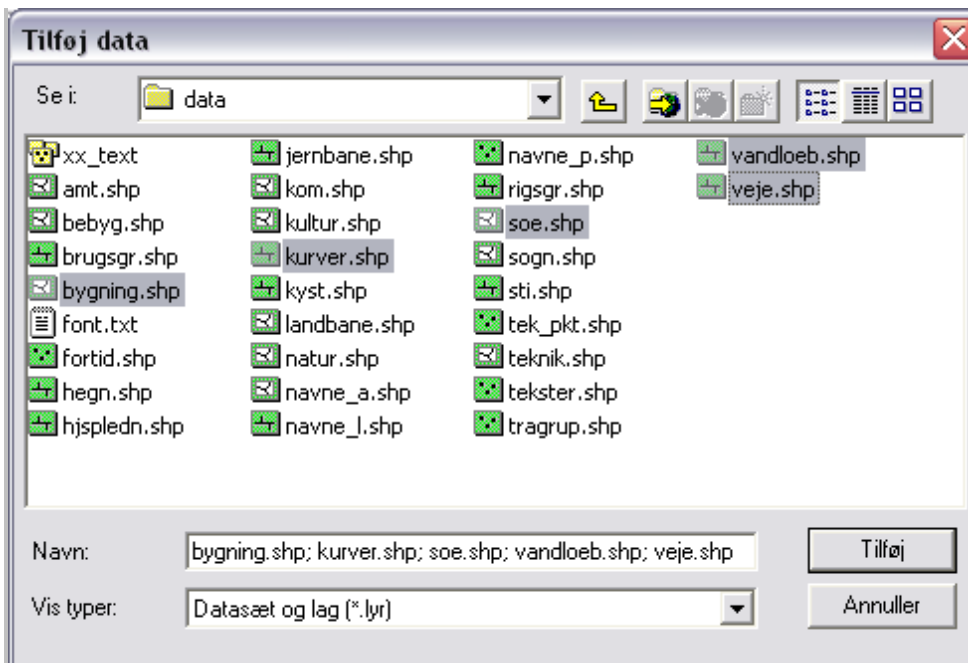 Tilføj data
Se i: data
xx_text
amt.shp
bebyg.shp
brugsgr.shp
bygning.shp
font.txt
fortid.shp
hegn.shp
hjspledn.shp
jernbane.shp
kom.shp
kultur.shp
kurver.shp
kyst.shp
landbane.shp
natur.shp
navne_a.shp
navne_l.shp
navne_p.shp
rigsgr.shp
soe.shp
sogn.shp
sti.shp
tek_pkt.shp
teknik.shp
tekster.shp
tragrup.shp
vandloeb.shp
veje.shp
Navn: bygning.shp; kurver.shp; soe.shp; vandloeb.shp; veje.shp Tilføj
Vis typer: Datasæt og lag (*.lyr) Annuller